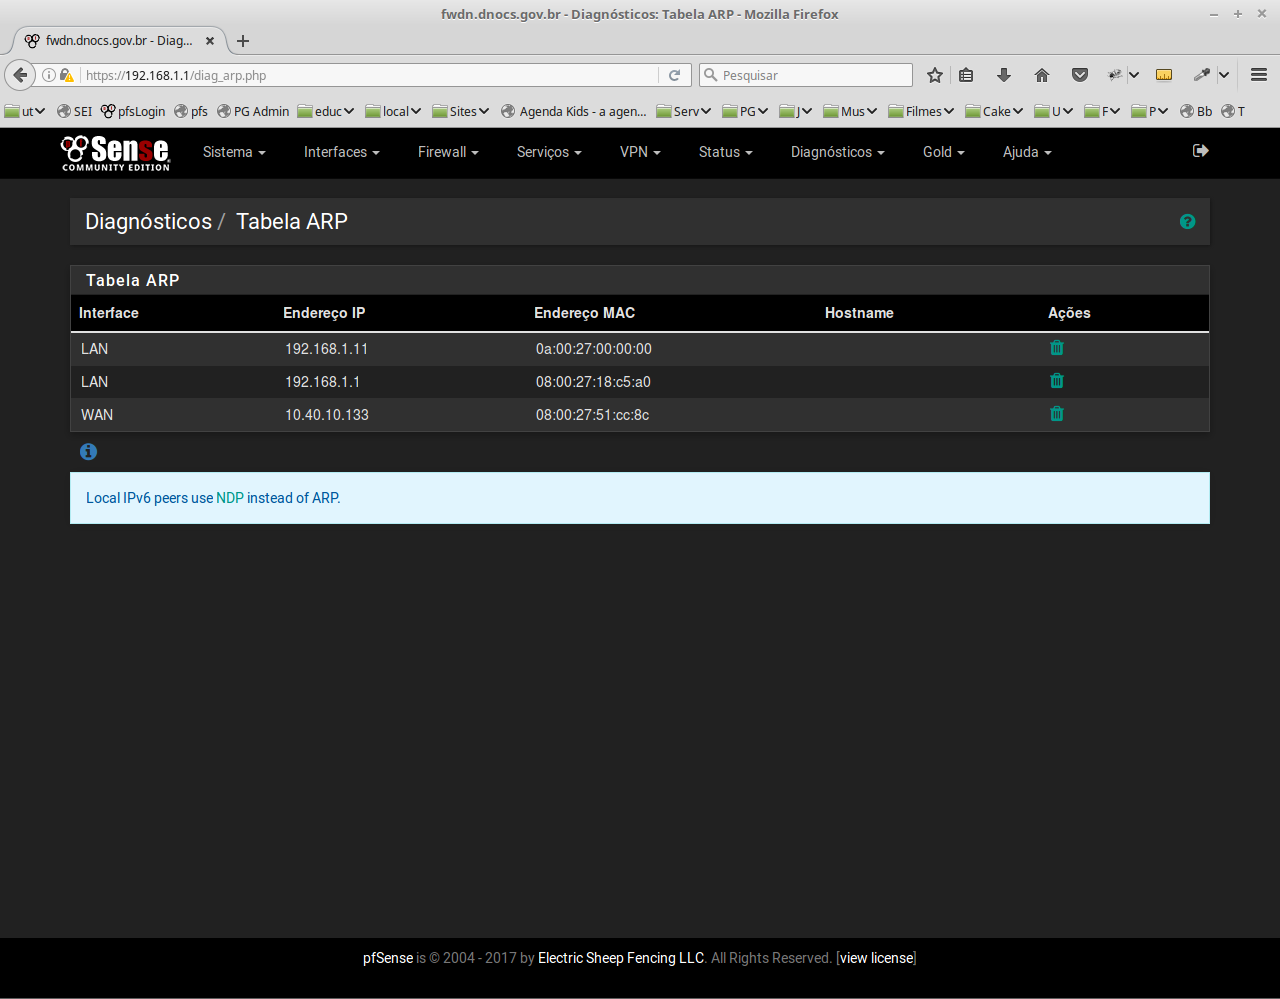 fwdn.dnocs.gov.br - Diagnósticos: Tabela ARP - Mozilla Firefox
fwdn.dnocs.gov.br - Diag...
https://192.168.1.1/diag_arp.php
Pesquisar
ut SEI pfsLogin pfs PG Admin educ local Sites Agenda Kids - a agen... Serv PG J Mus Filmes Cake U F P Bb T
Sense
COMMUNITY EDITION
Sistema Interfaces Firewall Serviços VPN Status Diagnósticos Gold Ajuda
Diagnósticos / Tabela ARP
Tabela ARP
Interface Endereço IP Endereço MAC Hostname Ações
LAN 192.168.1.11 0a:00:27:00:00:00
LAN 192.168.1.1 08:00:27:18:c5:a0
WAN 10.40.10.133 08:00:27:51:cc:8c
Local IPv6 peers use NDP instead of ARP.
pfSense is © 2004 - 2017 by Electric Sheep Fencing LLC. All Rights Reserved. [view license]